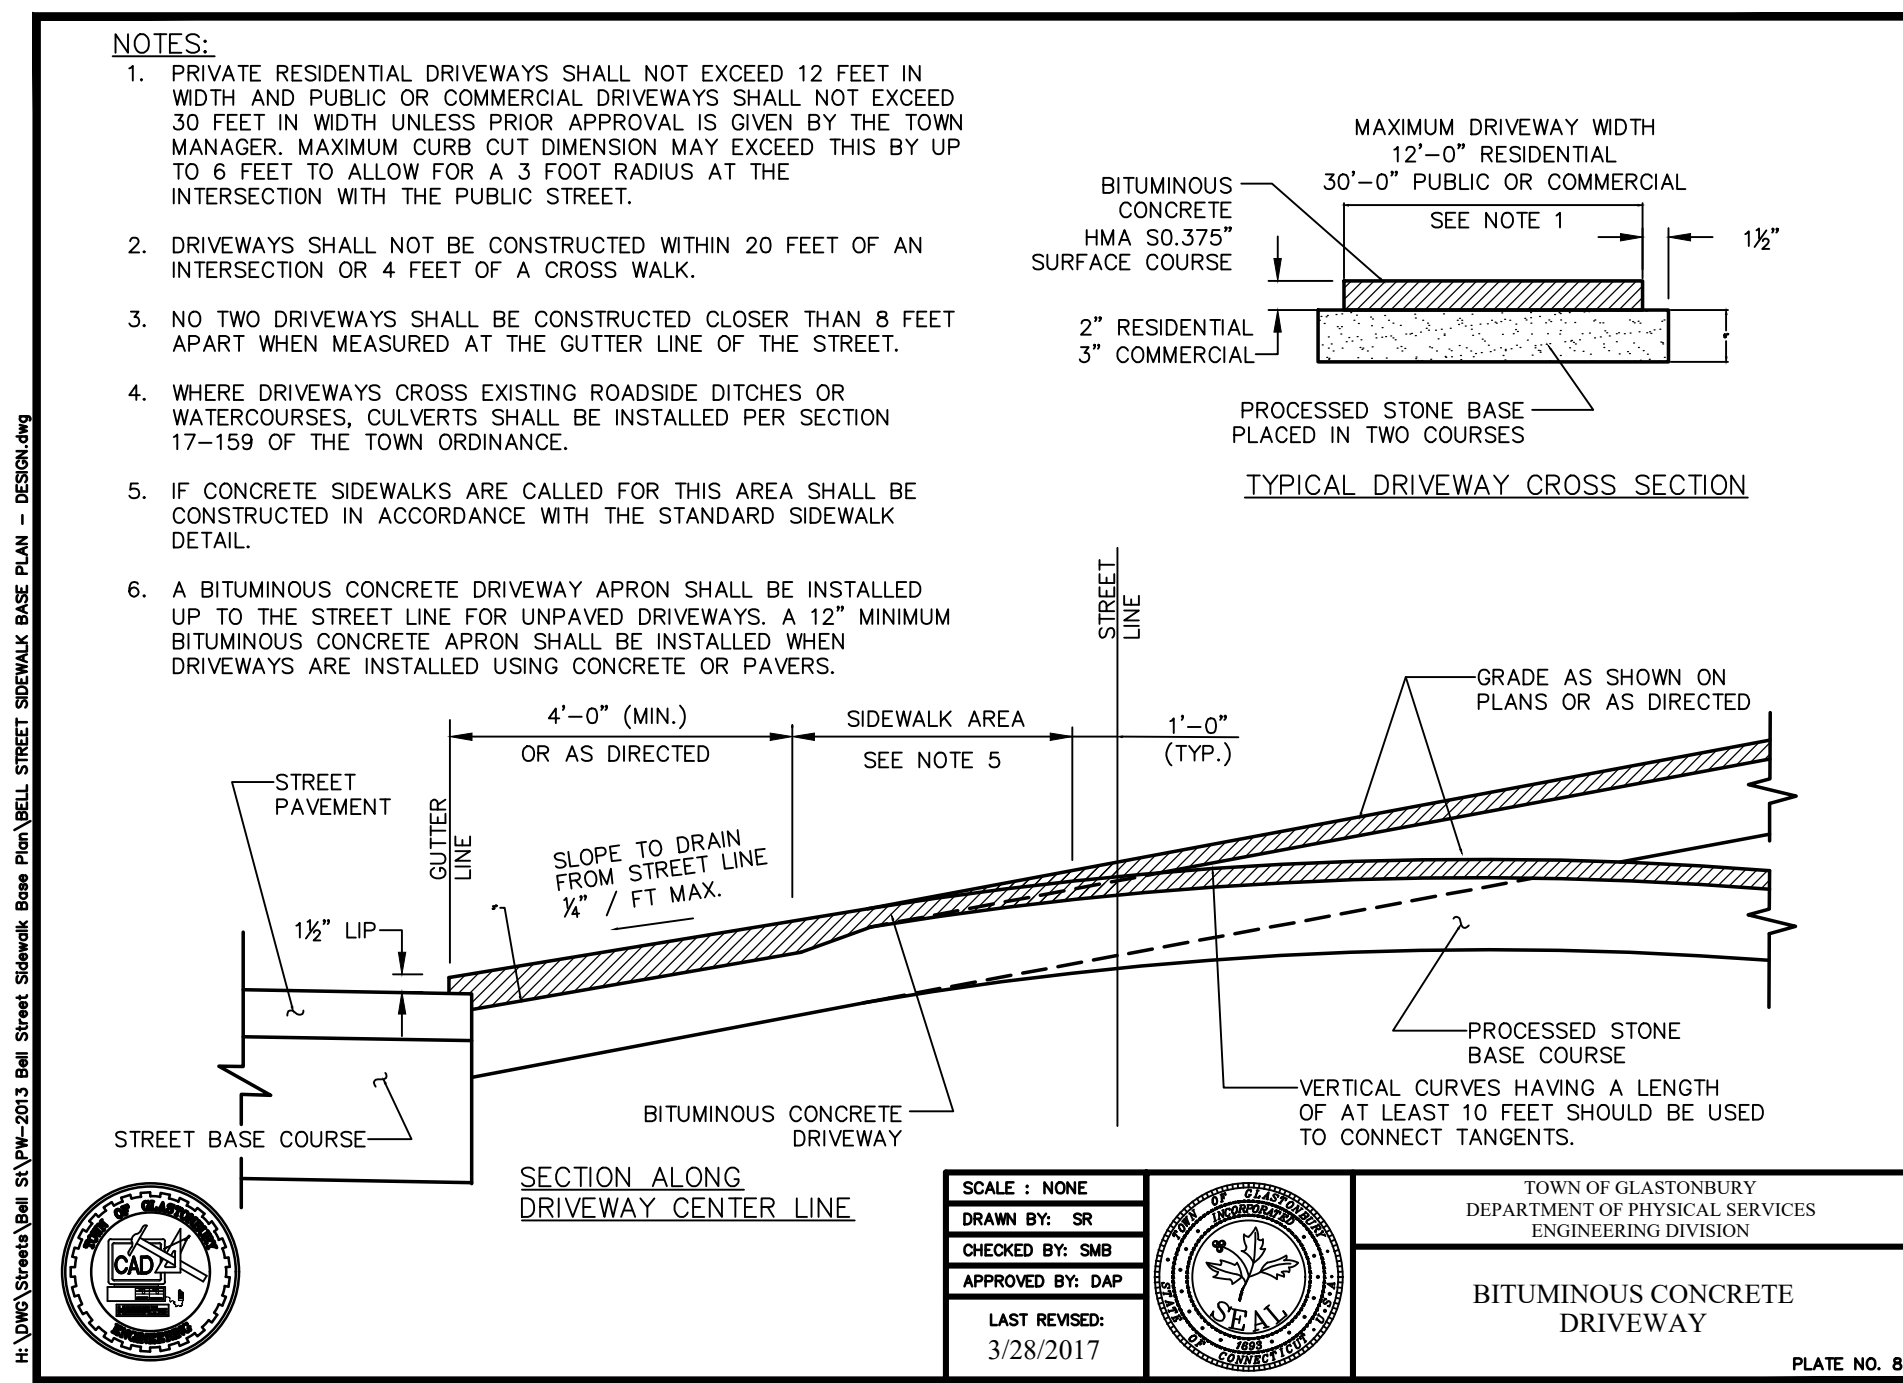 NOTES:
1. PRIVATE RESIDENTIAL DRIVEWAYS SHALL NOT EXCEED 12 FEET IN
WIDTH AND PUBLIC OR COMMERCIAL DRIVEWAYS SHALL NOT EXCEED
30 FEET IN WIDTH UNLESS PRIOR APPROVAL IS GIVEN BY THE TOWN
MANAGER. MAXIMUM CURB CUT DIMENSION MAY EXCEED THIS BY UP
TO 6 FEET TO ALLOW FOR A 3 FOOT RADIUS AT THE
INTERSECTION WITH THE PUBLIC STREET.
2. DRIVEWAYS SHALL NOT BE CONSTRUCTED WITHIN 20 FEET OF AN
INTERSECTION OR 4 FEET OF A CROSS WALK.
3. NO TWO DRIVEWAYS SHALL BE CONSTRUCTED CLOSER THAN 8 FEET
APART WHEN MEASURED AT THE GUTTER LINE OF THE STREET.
4. WHERE DRIVEWAYS CROSS EXISTING ROADSIDE DITCHES OR
WATERCOURSES, CULVERTS SHALL BE INSTALLED PER SECTION
17-159 OF THE TOWN ORDINANCE.
5. IF CONCRETE SIDEWALKS ARE CALLED FOR THIS AREA SHALL BE
CONSTRUCTED IN ACCORDANCE WITH THE STANDARD SIDEWALK
DETAIL.
6. A BITUMINOUS CONCRETE DRIVEWAY APRON SHALL BE INSTALLED
UP TO THE STREET LINE FOR UNPAVED DRIVEWAYS. A 12" MINIMUM
BITUMINOUS CONCRETE APRON SHALL BE INSTALLED WHEN
DRIVEWAYS ARE INSTALLED USING CONCRETE OR PAVERS.
MAXIMUM DRIVEWAY WIDTH
12'-0" RESIDENTIAL
30'-0" PUBLIC OR COMMERCIAL
SEE NOTE 1
1½"
BITUMINOUS
CONCRETE
HMA S0.375"
SURFACE COURSE
2" RESIDENTIAL
3" COMMERCIAL
PROCESSED STONE BASE
PLACED IN TWO COURSES
TYPICAL DRIVEWAY CROSS SECTION
STREET
LINE
GRADE AS SHOWN ON
PLANS OR AS DIRECTED
4'-0" (MIN.)
OR AS DIRECTED
SIDEWALK AREA
SEE NOTE 5
1'-0"
(TYP.)
STREET
PAVEMENT
GUTTER
LINE
SLOPE TO DRAIN
FROM STREET LINE
¼" / FT MAX.
1½" LIP
PROCESSED STONE
BASE COURSE
VERTICAL CURVES HAVING A LENGTH
OF AT LEAST 10 FEET SHOULD BE USED
TO CONNECT TANGENTS.
BITUMINOUS CONCRETE
DRIVEWAY
STREET BASE COURSE
SECTION ALONG
DRIVEWAY CENTER LINE
H:\DWG\Streets\Bell St\PW-2013 Bell Street Sidewalk Base Plan\BELL STREET SIDEWALK BASE PLAN - DESIGN.dwg
TOWN OF GLASTONBURY
CAD
ENGINEERING
SCALE : NONE
DRAWN BY: SR
CHECKED BY: SMB
APPROVED BY: DAP
LAST REVISED:
3/28/2017
TOWN OF GLASTONBURY
INCORPORATED
SEAL
1693
STATE OF CONNECTICUT U.S.A.
TOWN OF GLASTONBURY
DEPARTMENT OF PHYSICAL SERVICES
ENGINEERING DIVISION
BITUMINOUS CONCRETE
DRIVEWAY
PLATE NO. 8